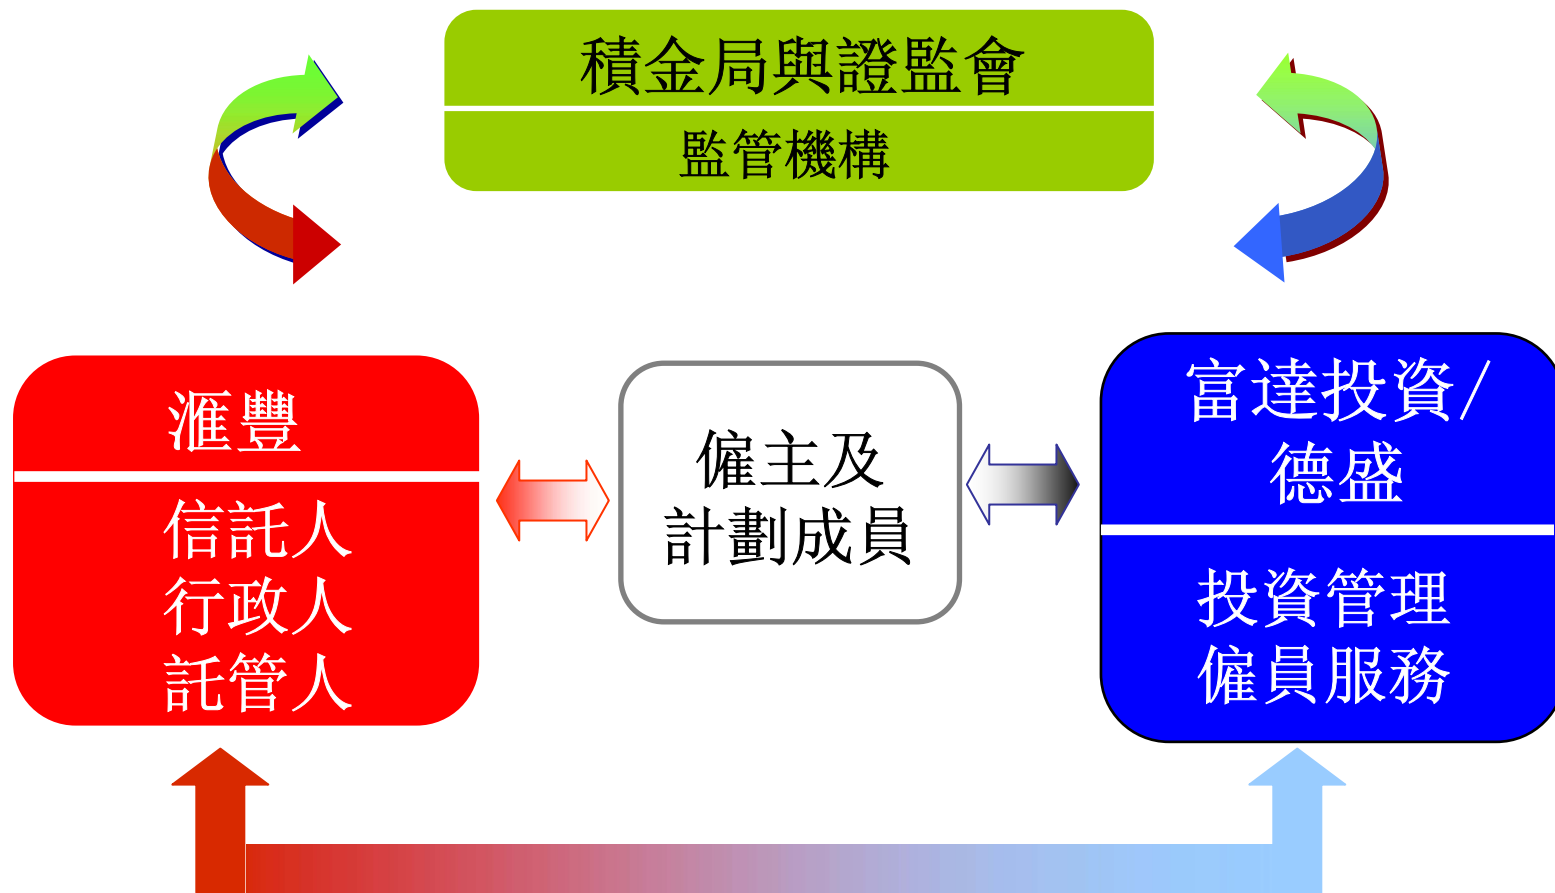 積金局與證監會
監管機構
滙豐
信託人
行政人
託管人
僱主及
計劃成員
富達投資/
德盛
投資管理
僱員服務